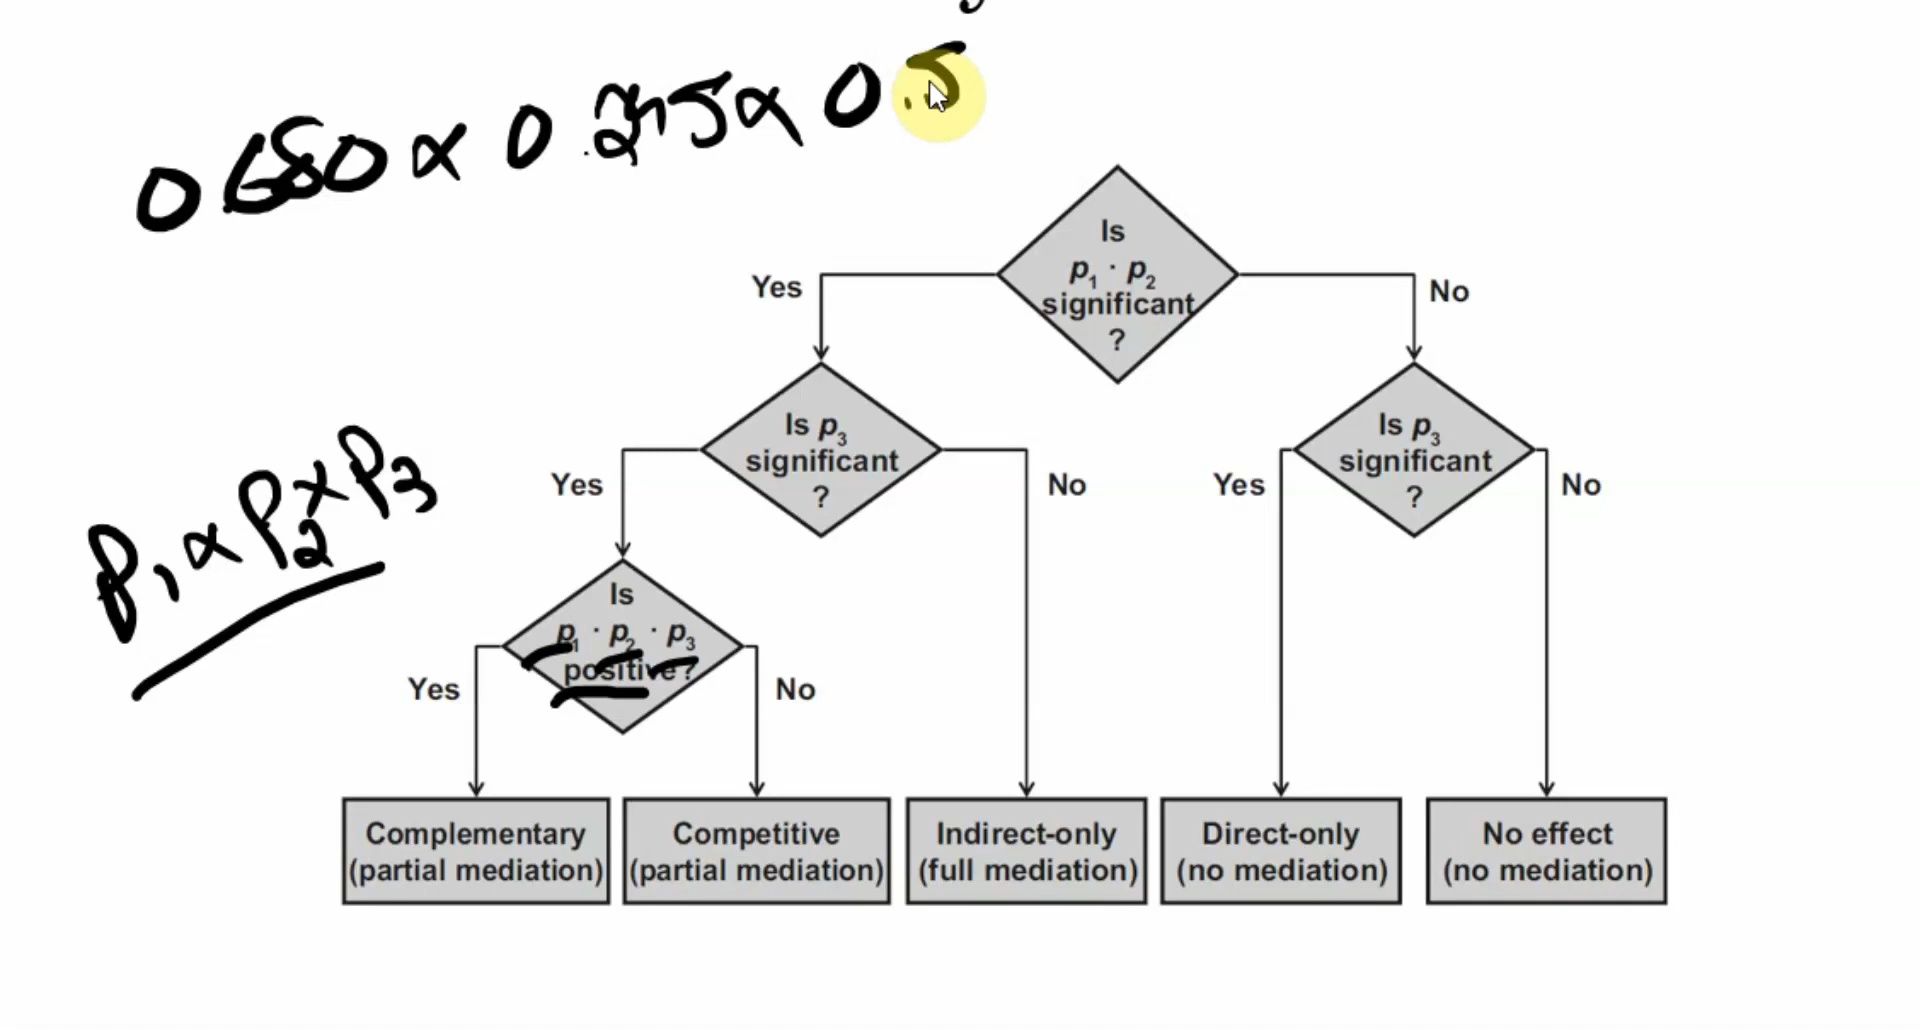 0 680 x 0.245 x 0.5
Is
p1 · p2
significant
?
Yes
No
Is p3
significant
?
Is p3
significant
?
Yes
No
Yes
No
P1 x P2 x P3
Is
p1 · p2 · p3
positive?
Yes
No
Complementary
(partial mediation)
Competitive
(partial mediation)
Indirect-only
(full mediation)
Direct-only
(no mediation)
No effect
(no mediation)